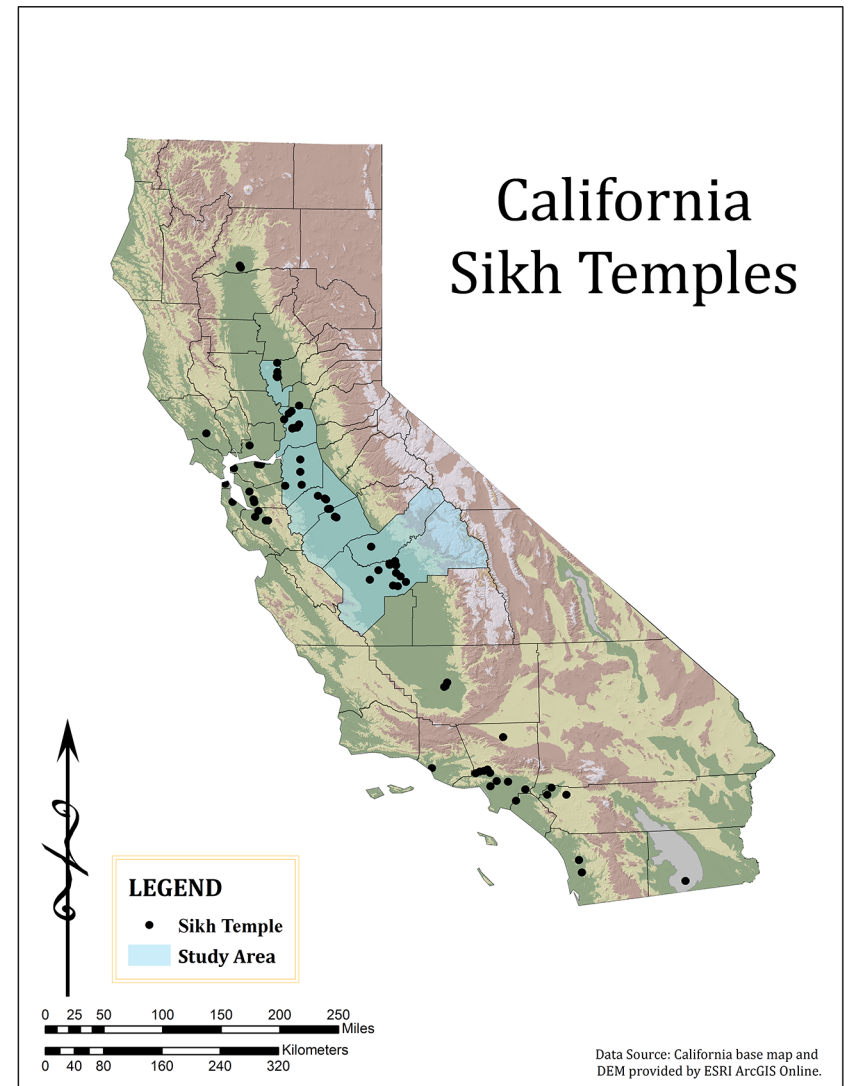 California
Sikh Temples
LEGEND
Sikh Temple
Study Area
0 25 50 100 150 200 250
Miles
Kilometers
0 40 80 160 240 320
Data Source: California base map and
DEM provided by ESRI ArcGIS Online.